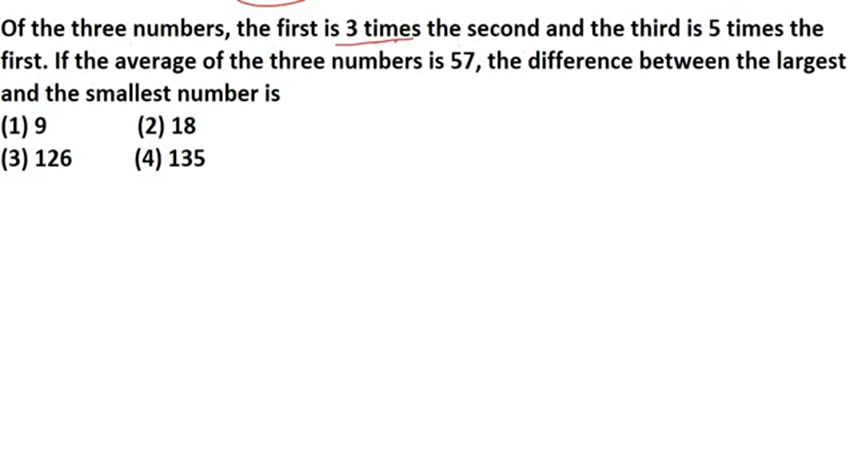 Of the three numbers, the first is 3 times the second and the third is 5 times the
first. If the average of the three numbers is 57, the difference between the largest
and the smallest number is
(1) 9 (2) 18
(3) 126 (4) 135